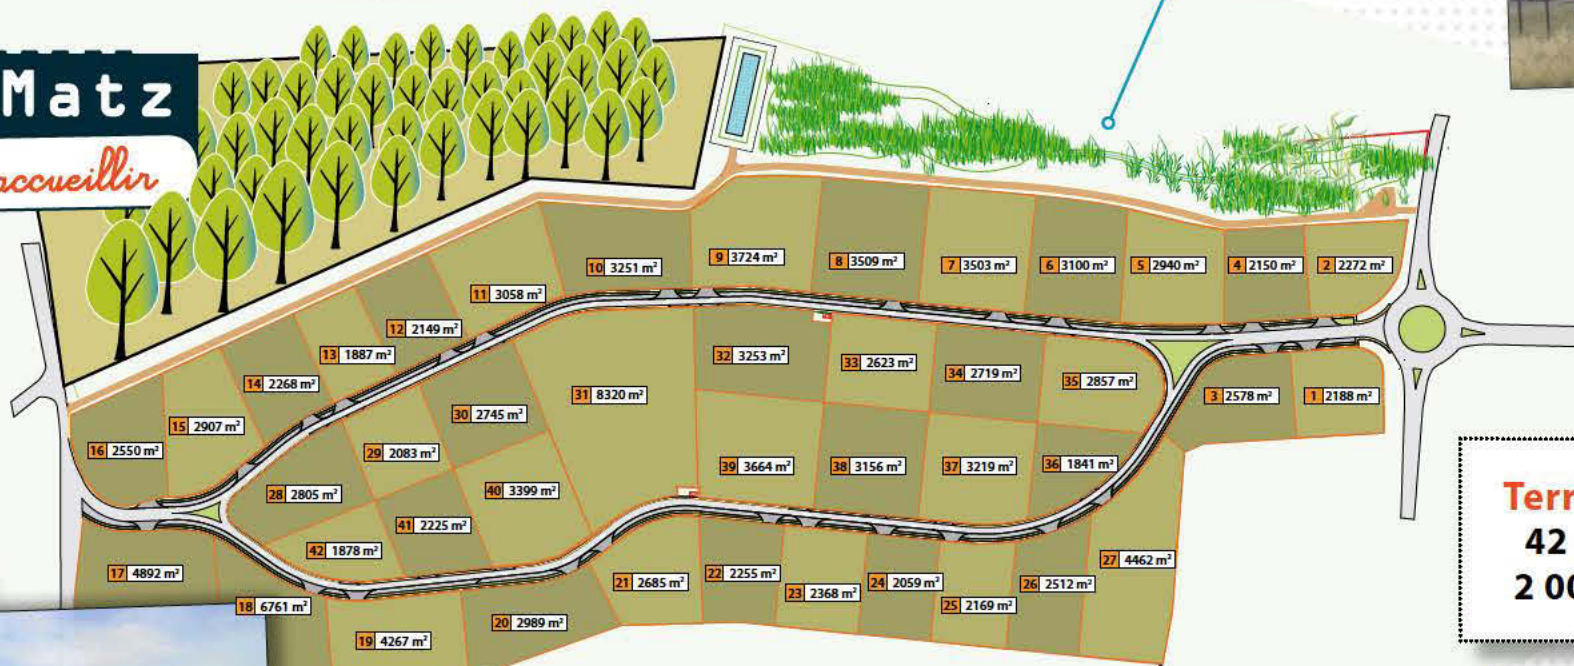 Matz
accueillir
10 3251 m²
9 3724 m²
8 3509 m²
7 3503 m²
6 3100 m²
5 2940 m²
4 2150 m²
2 2272 m²
11 3058 m²
12 2149 m²
13 1887 m²
14 2268 m²
15 2907 m²
16 2550 m²
32 3253 m²
33 2623 m²
34 2719 m²
35 2857 m²
3 2578 m²
1 2188 m²
31 8320 m²
30 2745 m²
29 2083 m²
28 2805 m²
40 3399 m²
39 3664 m²
38 3156 m²
37 3219 m²
36 1841 m²
41 2225 m²
42 1878 m²
17 4892 m²
18 6761 m²
19 4267 m²
20 2989 m²
21 2685 m²
22 2255 m²
23 2368 m²
24 2059 m²
25 2169 m²
26 2512 m²
27 4462 m²
Terr
42
2 00